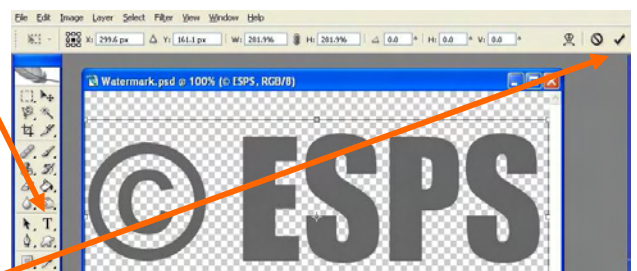 File Edit Image Layer Select Filter View Window Help
X: 299.6 px Y: 161.1 px W: 281.9% H: 281.9% 0.0 ° H: 0.0 ° V: 0.0 °
Watermark.psd @ 100% (© ESPS, RGB/8)
T
© ESPS